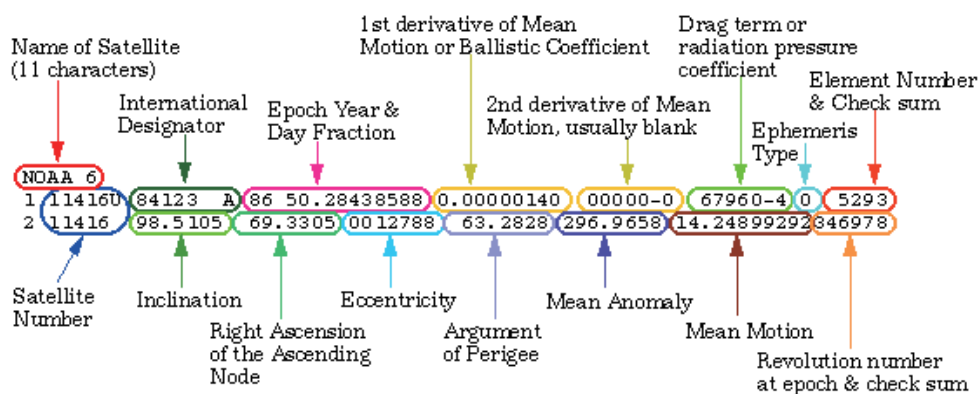 Name of Satellite
(11 characters)
International
Designator
Epoch Year &
Day Fraction
1st derivative of Mean
Motion or Ballistic Coefficient
2nd derivative of Mean
Motion, usually blank
Drag term or
radiation pressure
coefficient
Ephemeris
Type
Element Number
& Check sum
NOAA 6
1 11416U 84123 A 86 50.28438588 0.00000140 00000-0 67960-4 0 5293
2 11416 98.5105 69.3305 0012788 63.2828 296.9658 14.24899292 346978
Satellite
Number
Inclination
Right Ascension
of the Ascending
Node
Eccentricity
Argument
of Perigee
Mean Anomaly
Mean Motion
Revolution number
at epoch & check sum